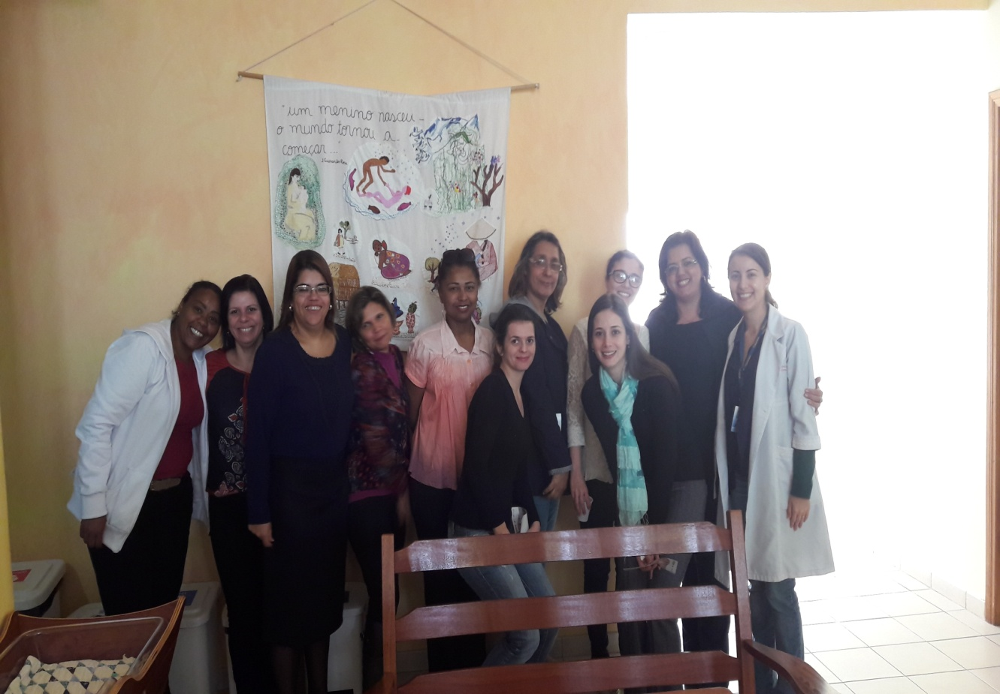 "um menino nasceu -
o mundo tornou a..
começar..."